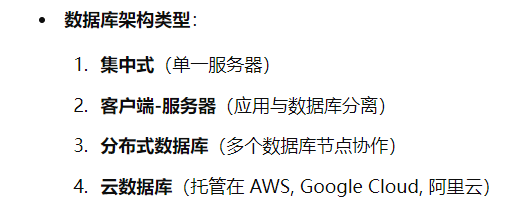 • 数据库架构类型：
1. 集中式（单一服务器）
2. 客户端-服务器（应用与数据库分离）
3. 分布式数据库（多个数据库节点协作）
4. 云数据库（托管在 AWS, Google Cloud, 阿里云）